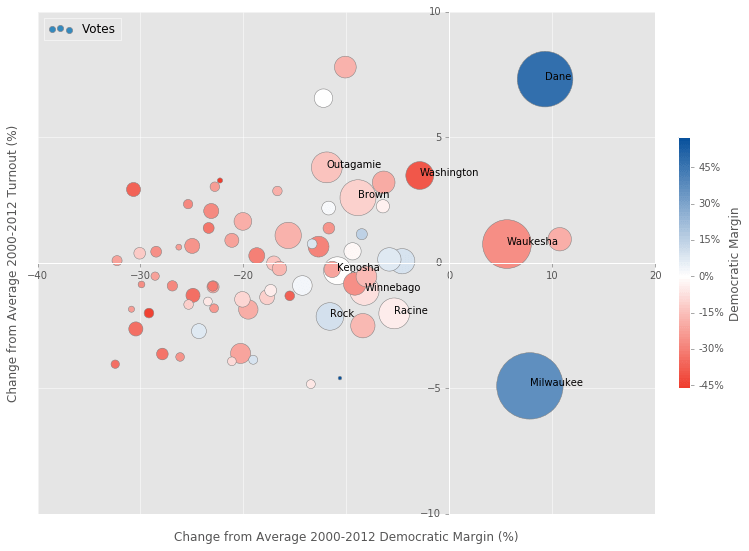 Votes
10
5
0
−5
−10
−40
−30
−20
−10
0
10
20
Dane
Outagamie
Washington
Brown
Waukesha
Kenosha
Winnebago
Rock
Racine
Milwaukee
45%
30%
15%
0%
-15%
-30%
-45%
Democratic Margin
Change from Average 2000-2012 Turnout (%)
Change from Average 2000-2012 Democratic Margin (%)